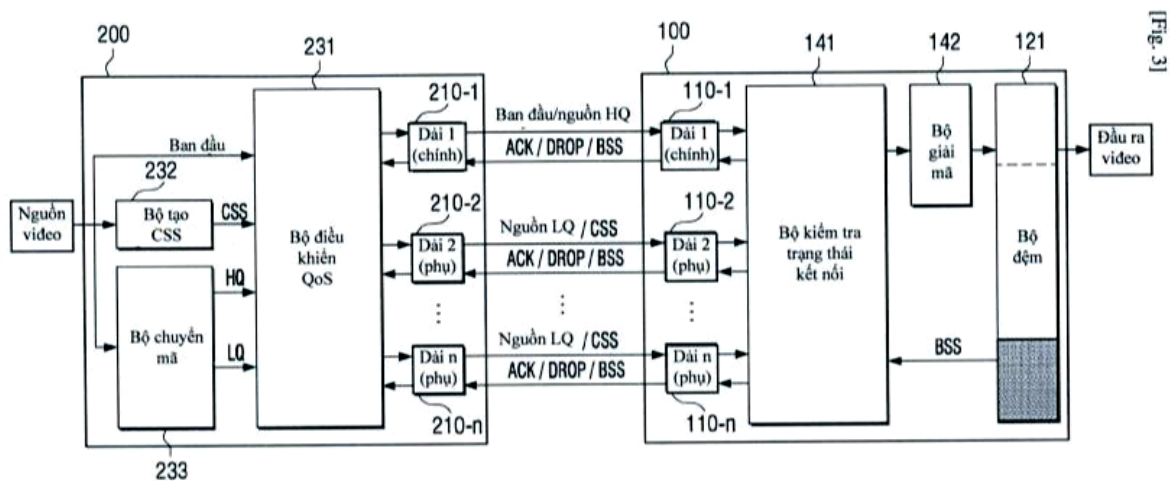 [Fig. 3]
200
231
100
141
142
121
210-1
Ban đầu/nguồn HQ
110-1
Dải 1
(chính)
ACK / DROP / BSS
Dải 1
(chính)
Bộ
giải
mã
Đầu ra
video
Ban đầu
232
Nguồn
video
Bộ tạo
CSS
CSS
Bộ điều
khiển
QoS
210-2
Nguồn LQ / CSS
110-2
Dải 2
(phụ)
ACK / DROP / BSS
Dải 2
(phụ)
Bộ kiểm tra
trạng thái
kết nối
Bộ
đệm
HQ
Bộ chuyển
mã
LQ
Nguồn LQ / CSS
Dải n
(phụ)
ACK / DROP / BSS
Dải n
(phụ)
BSS
210-n
110-n
233